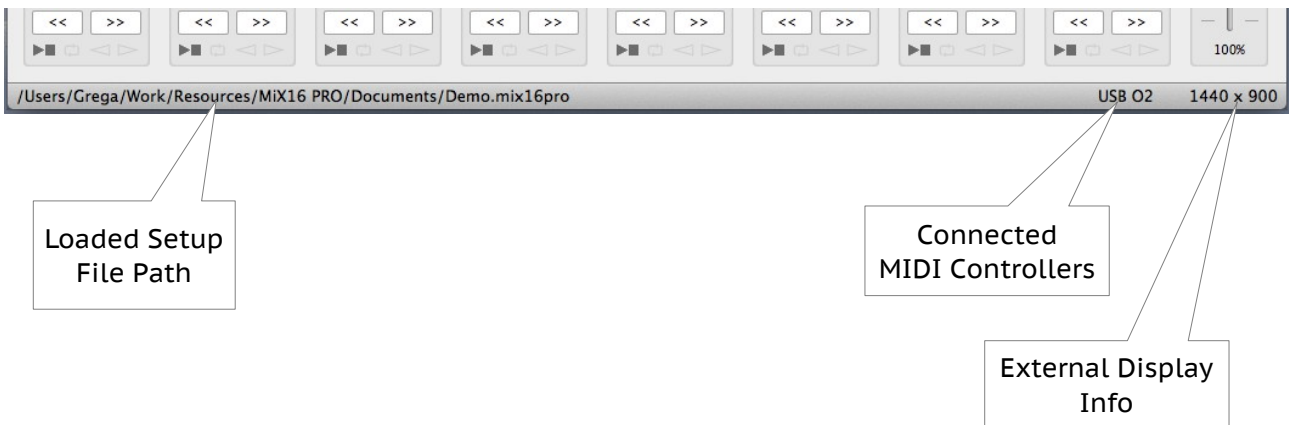 << >> << >> << >> << >> << >> << >> << >> << >>
100%
/Users/Grega/Work/Resources/MiX16 PRO/Documents/Demo.mix16pro USB O2 1440 x 900
Loaded Setup
File Path
Connected
MIDI Controllers
External Display
Info